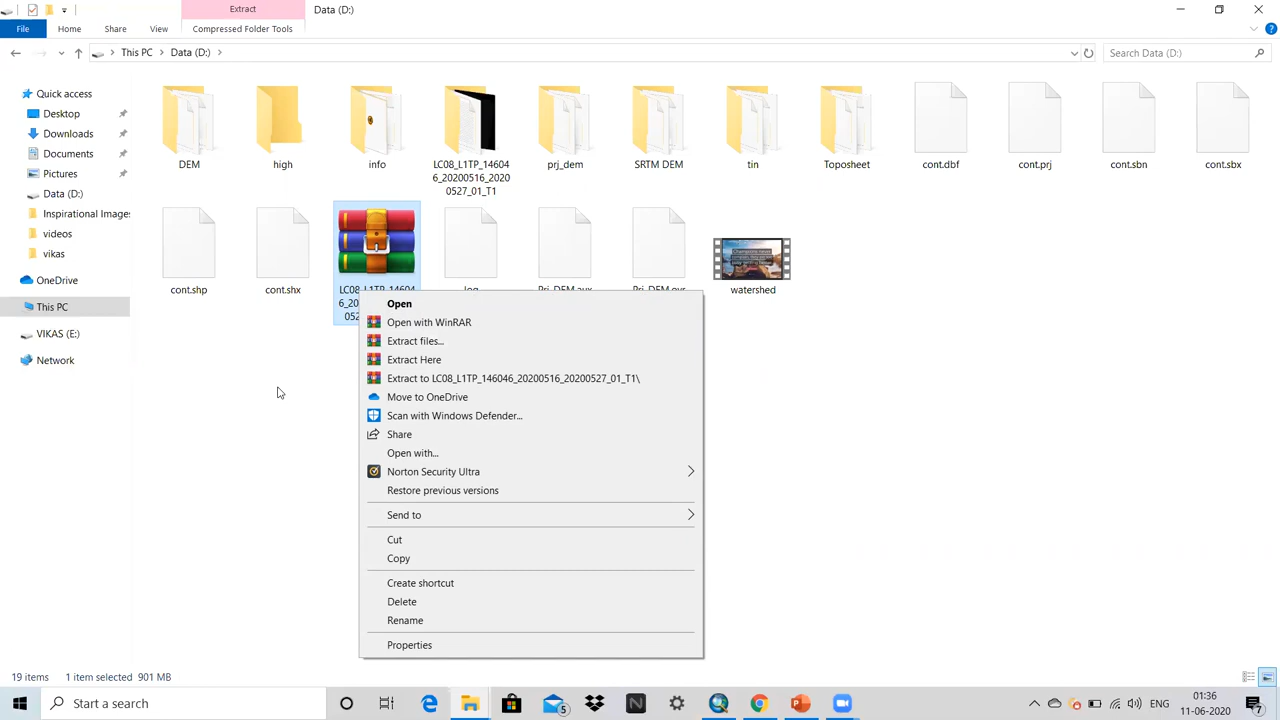 Extract
Data (D:)
File
Home
Share
View
Compressed Folder Tools
This PC
Data (D:)
Search Data (D:)
Quick access
Desktop
Downloads
Documents
Pictures
Data (D:)
Inspirational Images
videos
vikas
OneDrive
This PC
VIKAS (E:)
Network
DEM
high
info
LC08_L1TP_14604
6_20200516_2020
0527_01_T1
prj_dem
SRTM DEM
tin
Toposheet
cont.dbf
cont.prj
cont.sbn
cont.sbx
cont.shp
cont.shx
LC08_L1TP_14604
watershed
Open
Open with WinRAR
Extract files...
Extract Here
Extract to LC08_L1TP_146046_20200516_20200527_01_T1\
Move to OneDrive
Scan with Windows Defender...
Share
Open with...
Norton Security Ultra
Restore previous versions
Send to
Cut
Copy
Create shortcut
Delete
Rename
Properties
19 items
1 item selected 901 MB
Start a search
5
ENG
01:36
11-06-2020
7